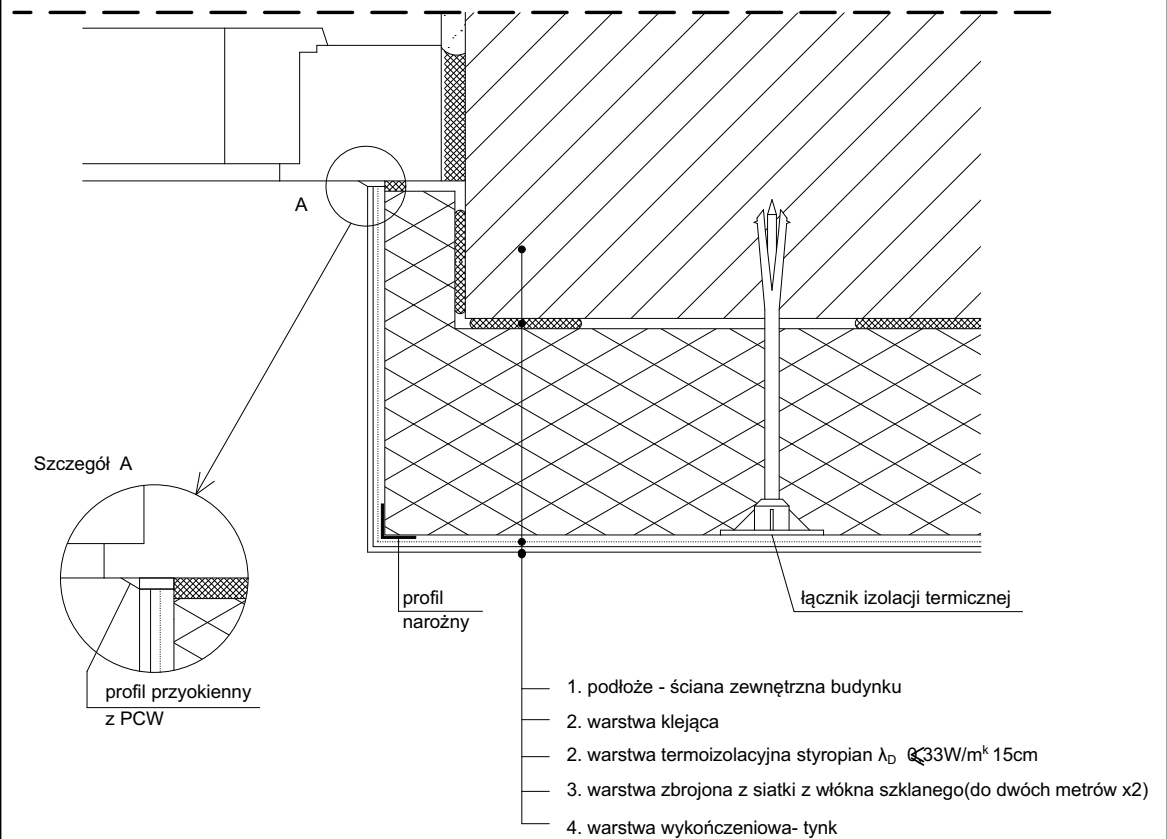 A
Szczegół A
profil
narożny
łącznik izolacji termicznej
profil przyokienny
z PCW
1. podłoże - ściana zewnętrzna budynku
2. warstwa klejąca
2. warstwa termoizolacyjna styropian λD 33W/mᵏ 15cm
3. warstwa zbrojona z siatki z włókna szklanego(do dwóch metrów x2)
4. warstwa wykończeniowa- tynk